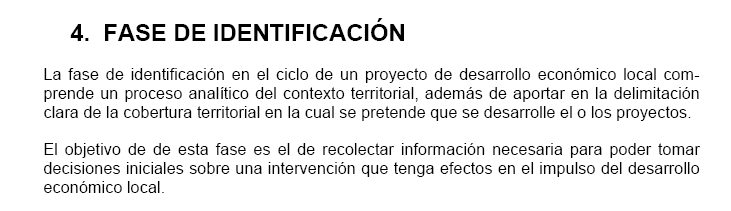 4. FASE DE IDENTIFICACIÓN
La fase de identificación en el ciclo de un proyecto de desarrollo económico local com-
prende un proceso analítico del contexto territorial, además de aportar en la delimitación
clara de la cobertura territorial en la cual se pretende que se desarrolle el o los proyectos.
El objetivo de de esta fase es el de recolectar información necesaria para poder tomar
decisiones iniciales sobre una intervención que tenga efectos en el impulso del desarrollo
económico local.